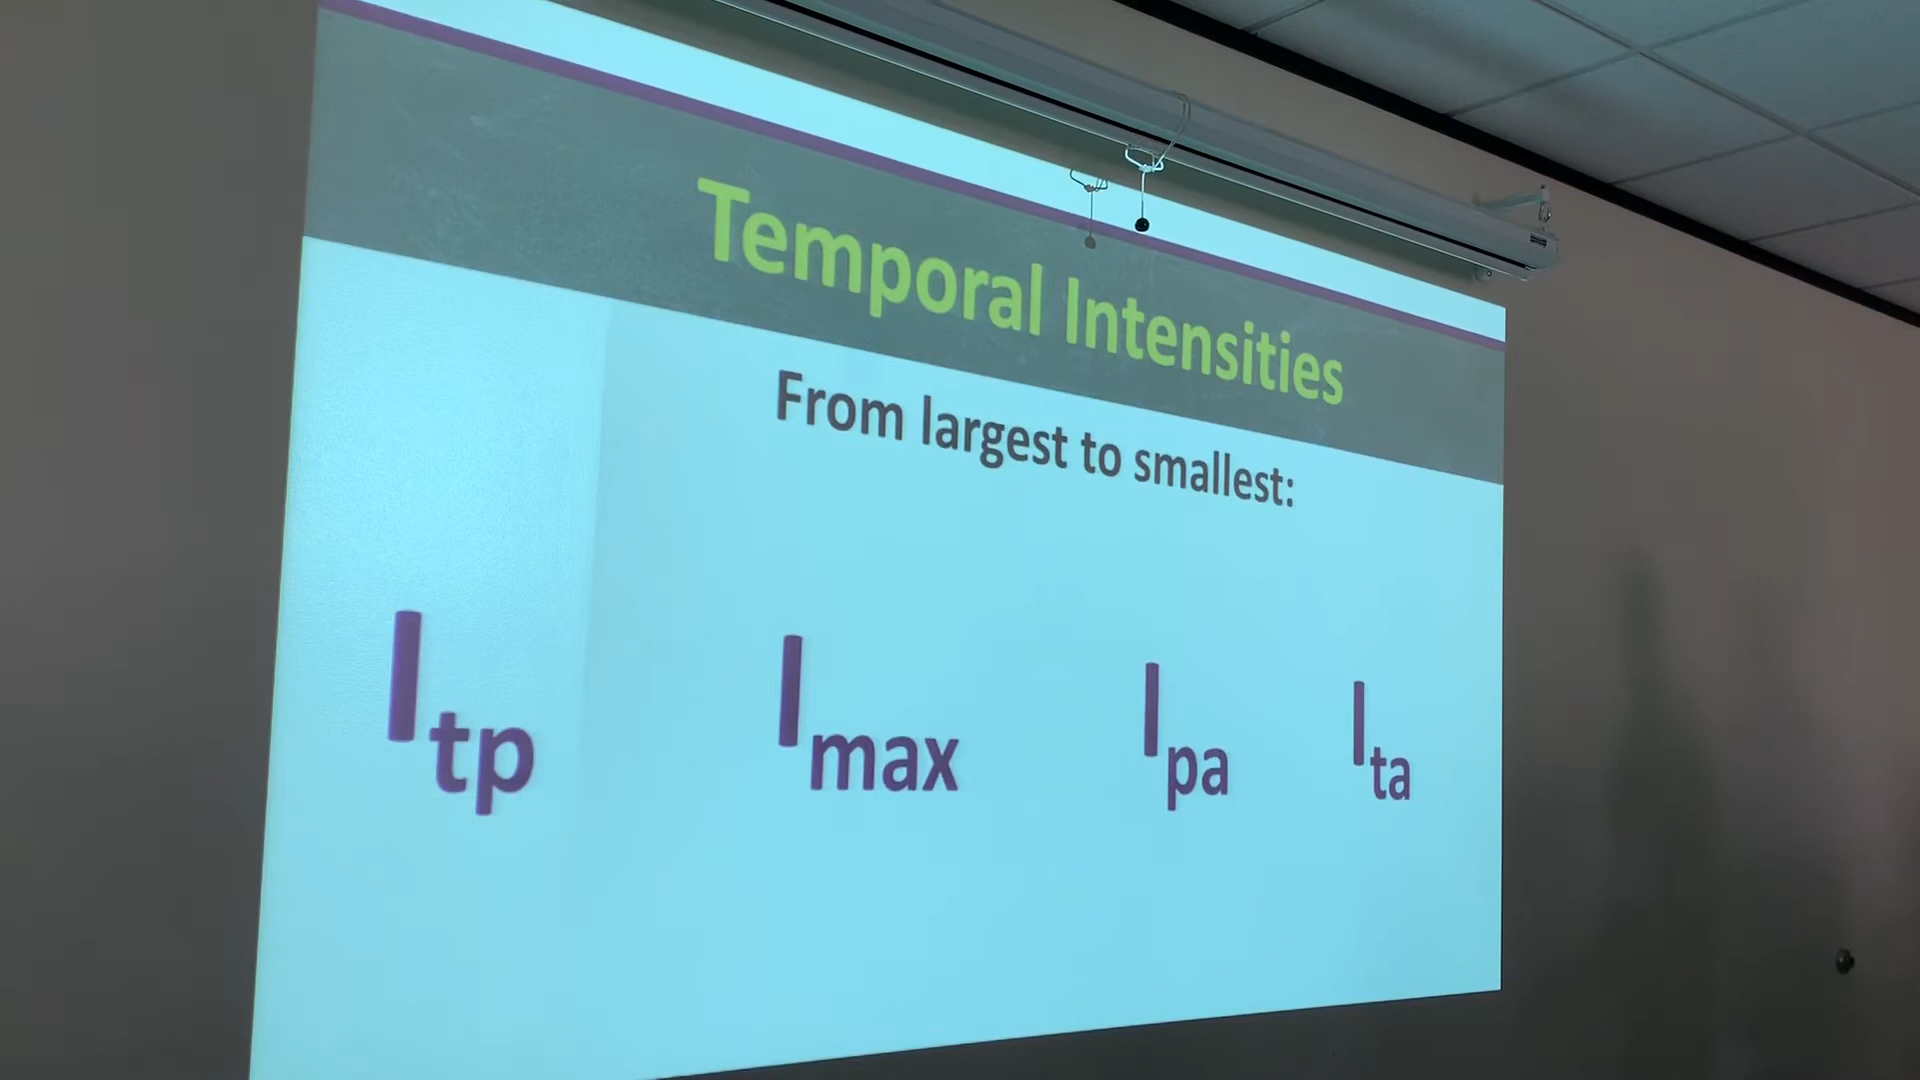 Temporal Intensities
From largest to smallest:
Itp Imax Ipa Ita